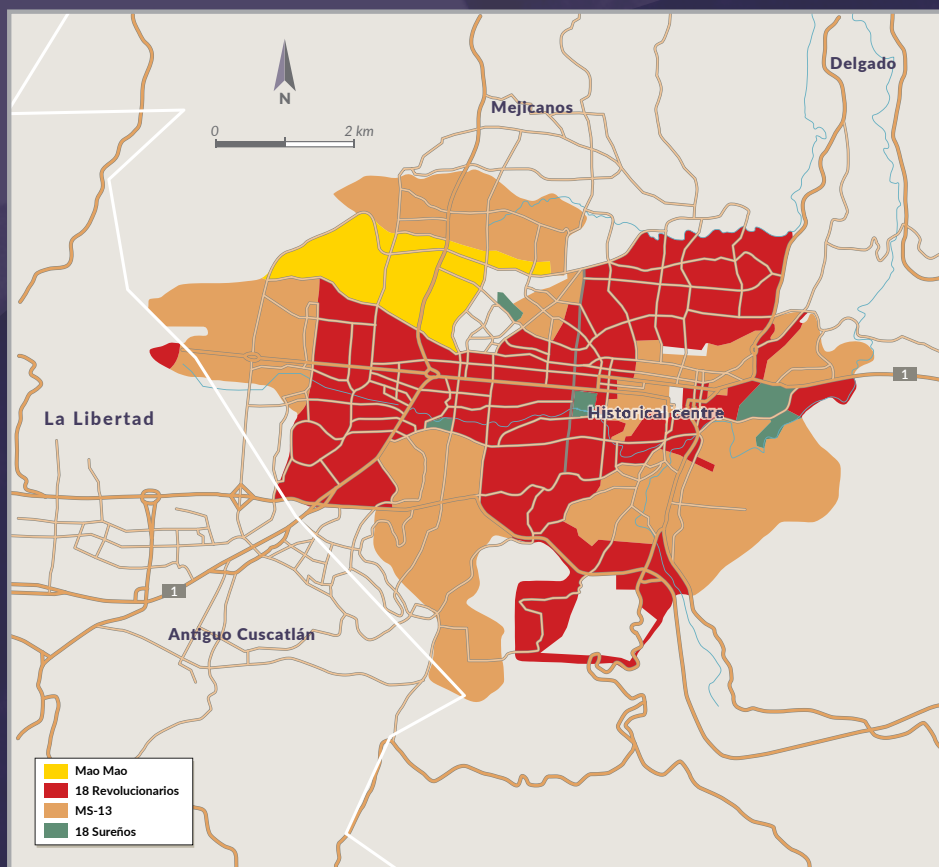 Delgado
Mejicanos
N
0 2 km
1
Historical centre
La Libertad
1
Antiguo Cuscatlán
Mao Mao
18 Revolucionarios
MS-13
18 Sureños